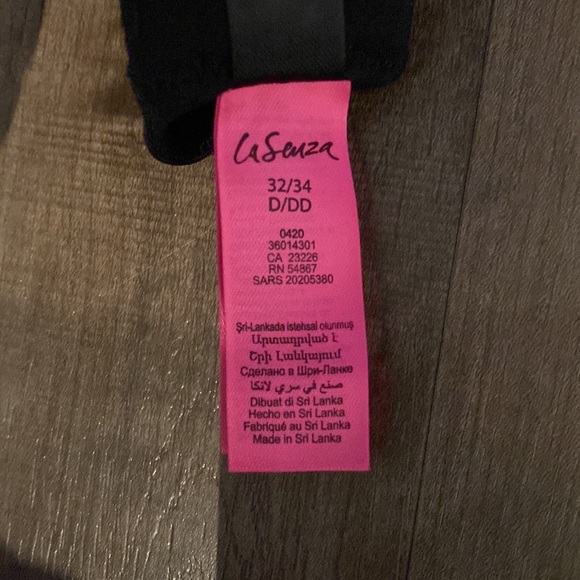 La Senza
32/34
D/DD
0420
36014301
CA 23226
RN 54867
SARS 20205380
Şri-Lankada istehsal olunmuş
Արտադրված է
Շրի Լանկայում
Сделано в Шри-Ланке
صنع في سري لانكا
Dibuat di Sri Lanka
Hecho en Sri Lanka
Fabriqué au Sri Lanka
Made in Sri Lanka